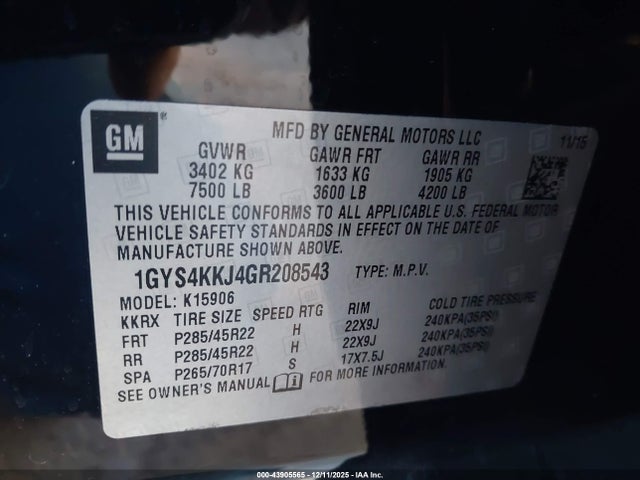 GM
MFD BY GENERAL MOTORS LLC 11/15
GVWR GAWR FRT GAWR RR
3402 KG 1633 KG 1905 KG
7500 LB 3600 LB 4200 LB
THIS VEHICLE CONFORMS TO ALL APPLICABLE U.S. FEDERAL MOTOR
VEHICLE SAFETY STANDARDS IN EFFECT ON THE DATE OF
MANUFACTURE SHOWN ABOVE.
1GYS4KKJ4GR208543 TYPE: M.P.V.
MODEL: K15906
KKRX TIRE SIZE SPEED RTG RIM COLD TIRE PRESSURE
FRT P285/45R22 H 22X9J 240KPA(35PSI)
RR P285/45R22 H 22X9J 240KPA(35PSI)
SPA P265/70R17 S 17X7.5J 240KPA(35PSI)
SEE OWNER'S MANUAL FOR MORE INFORMATION.
000-43905565 - 12/11/2025 - IAA Inc.